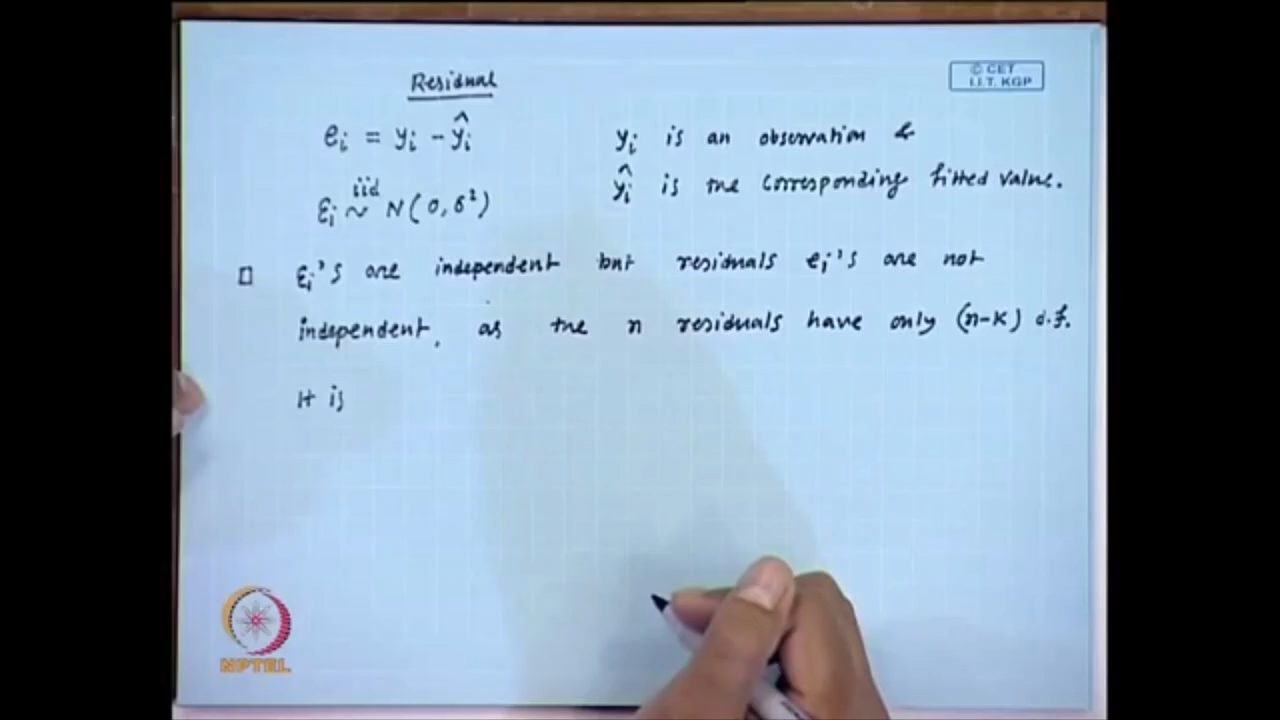 Residual
© CET
I.I.T. KGP
eᵢ = yᵢ - ŷᵢ
yᵢ is an observation &
ŷᵢ is the corresponding fitted value.
εᵢ iid ~ N(0, σ²)
εᵢ's are independent but residuals eᵢ's are not
independent, as the n residuals have only (n-k) d.f.
It is
NPTEL